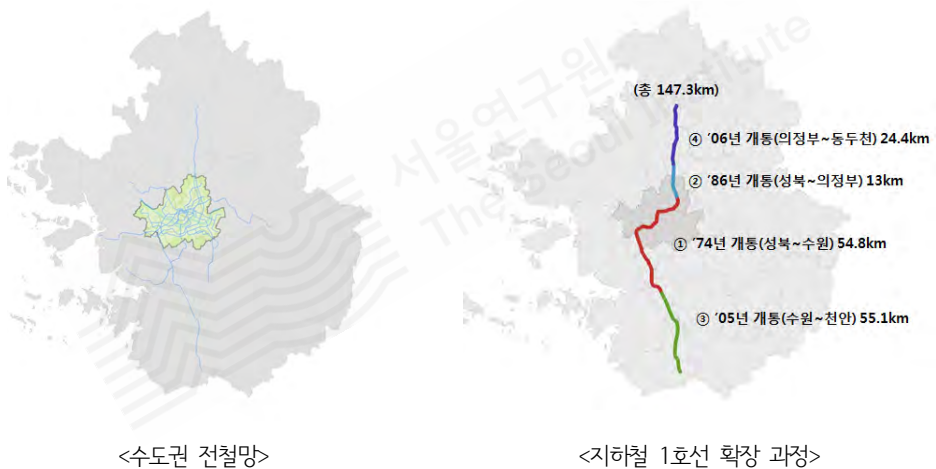 서울연구원
The Seoul Institute
(총 147.3km)
④ ‘06년 개통(의정부~동두천) 24.4km
② ‘86년 개통(성북~의정부) 13km
① ‘74년 개통(성북~수원) 54.8km
③ ‘05년 개통(수원~천안) 55.1km
<수도권 전철망>
<지하철 1호선 확장 과정>